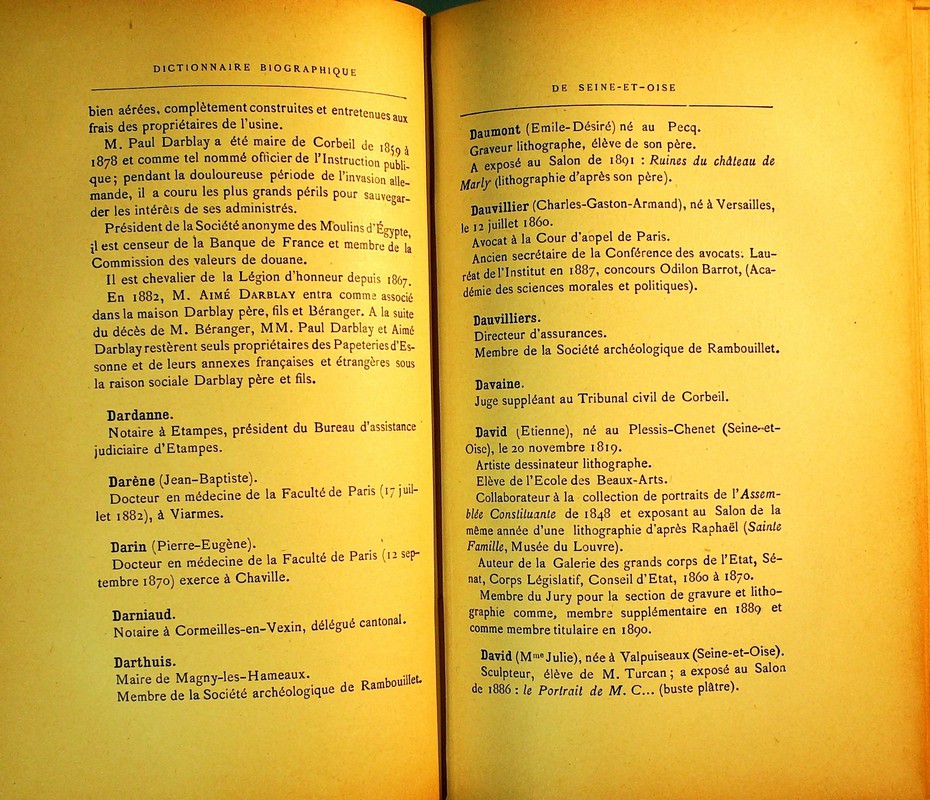 DICTIONNAIRE BIOGRAPHIQUE
bien aérées, complètement construites et entretenues aux
frais des propriétaires de l'usine.
M. Paul Darblay a été maire de Corbeil de 1859 à
1878 et comme tel nommé officier de l'Instruction publi-
que; pendant la douloureuse période de l'invasion alle-
mande, il a couru les plus grands périls pour sauvegar-
der les intérêts de ses administrés.
Président de la Société anonyme des Moulins d'Égypte,
il est censeur de la Banque de France et membre de la
Commission des valeurs de douane.
Il est chevalier de la Légion d'honneur depuis 1867.
En 1882, M. AIMÉ DARBLAY entra comme associé
dans la maison Darblay père, fils et Béranger. A la suite
du décès de M. Béranger, MM. Paul Darblay et Aimé
Darblay restèrent seuls propriétaires des Papeteries d'Es-
sonne et de leurs annexes françaises et étrangères sous
la raison sociale Darblay père et fils.
Dardanne.
Notaire à Etampes, président du Bureau d'assistance
judiciaire d'Etampes.
Darène (Jean-Baptiste).
Docteur en médecine de la Faculté de Paris (17 juil-
let 1882), à Viarmes.
Darin (Pierre-Eugène).
Docteur en médecine de la Faculté de Paris (12 sep-
tembre 1870) exerce à Chaville.
Darniaud.
Notaire à Cormeilles-en-Vexin, délégué cantonal.
Darthuis.
Maire de Magny-les-Hameaux.
Membre de la Société archéologique de Rambouillet.
DE SEINE-ET-OISE
Daumont (Emile-Désiré) né au Pecq.
Graveur lithographe, élève de son père.
A exposé au Salon de 1891 : Ruines du château de
Marly (lithographie d'après son père).
Dauvillier (Charles-Gaston-Armand), né à Versailles,
le 12 juillet 1860.
Avocat à la Cour d'appel de Paris.
Ancien secrétaire de la Conférence des avocats. Lau-
réat de l'Institut en 1887, concours Odilon Barrot, (Aca-
démie des sciences morales et politiques).
Dauvilliers.
Directeur d'assurances.
Membre de la Société archéologique de Rambouillet.
Davaine.
Juge suppléant au Tribunal civil de Corbeil.
David (Etienne), né au Plessis-Chenet (Seine-et-
Oise), le 20 novembre 1819.
Artiste dessinateur lithographe.
Elève de l'Ecole des Beaux-Arts.
Collaborateur à la collection de portraits de l'Assem-
blée Constituante de 1848 et exposant au Salon de la
même année d'une lithographie d'après Raphaël (Sainte
Famille, Musée du Louvre).
Auteur de la Galerie des grands corps de l'Etat, Sé-
nat, Corps Législatif, Conseil d'Etat, 1860 à 1870.
Membre du Jury pour la section de gravure et litho-
graphie comme, membre supplémentaire en 1889 et
comme membre titulaire en 1890.
David (Mme Julie), née à Valpuiseaux (Seine-et-Oise).
Sculpteur, élève de M. Turcan ; a exposé au Salon
de 1886 : le Portrait de M. C... (buste plâtre).